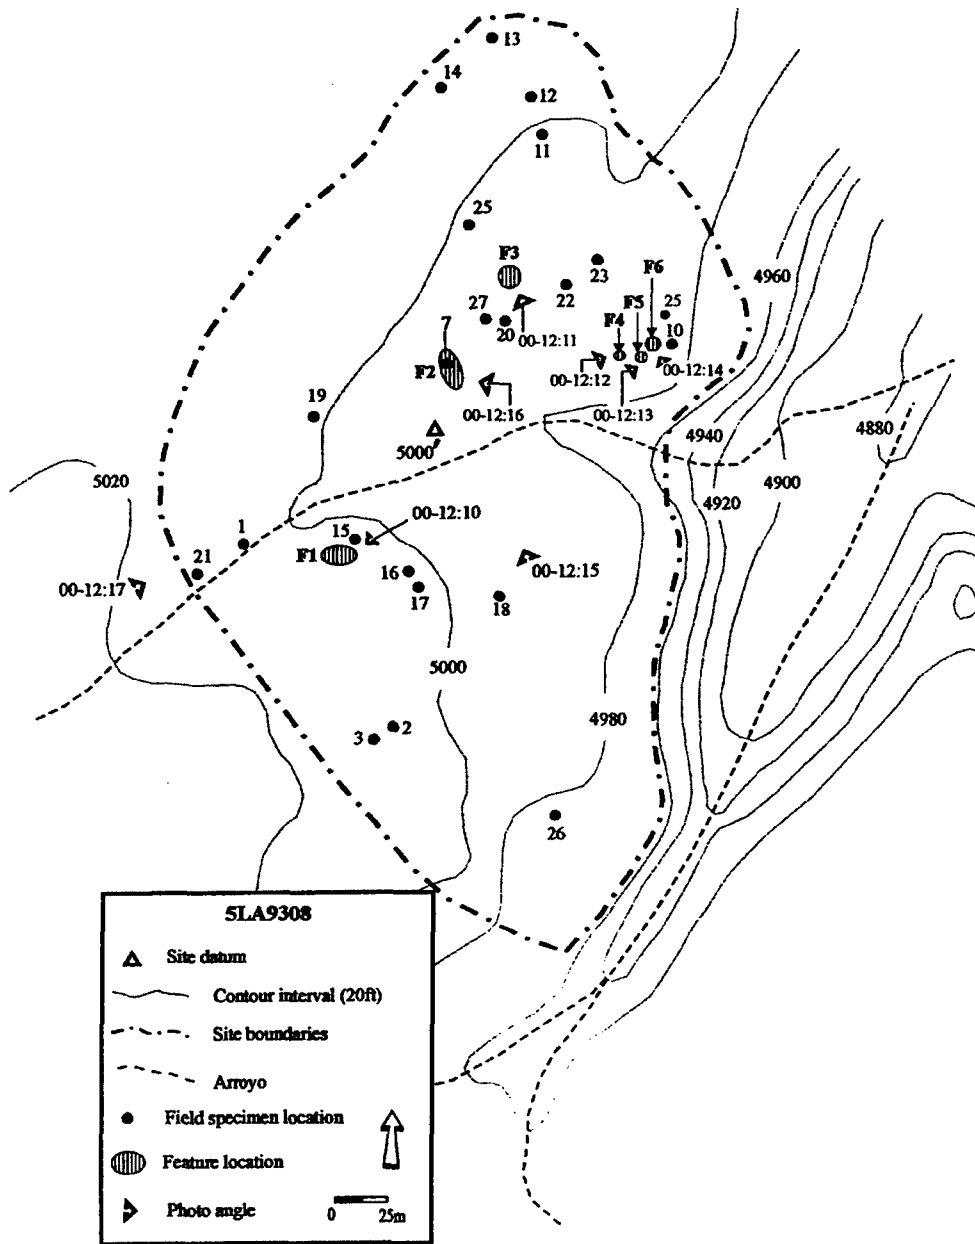 13
14
12
11
25
F3
23
F6
4960
22
F5
25
27
20
F4
10
7
00-12:11
F2
00-12:12
00-12:14
00-12:16
00-12:13
19
5000
4940
4880
5020
4920
4900
00-12:10
1
15
F1
21
16
00-12:15
00-12:17
17
18
5000
4980
3
2
26
5LA9308
Site datum
Contour interval (20ft)
Site boundaries
Arroyo
Field specimen location
Feature location
Photo angle
0
25m